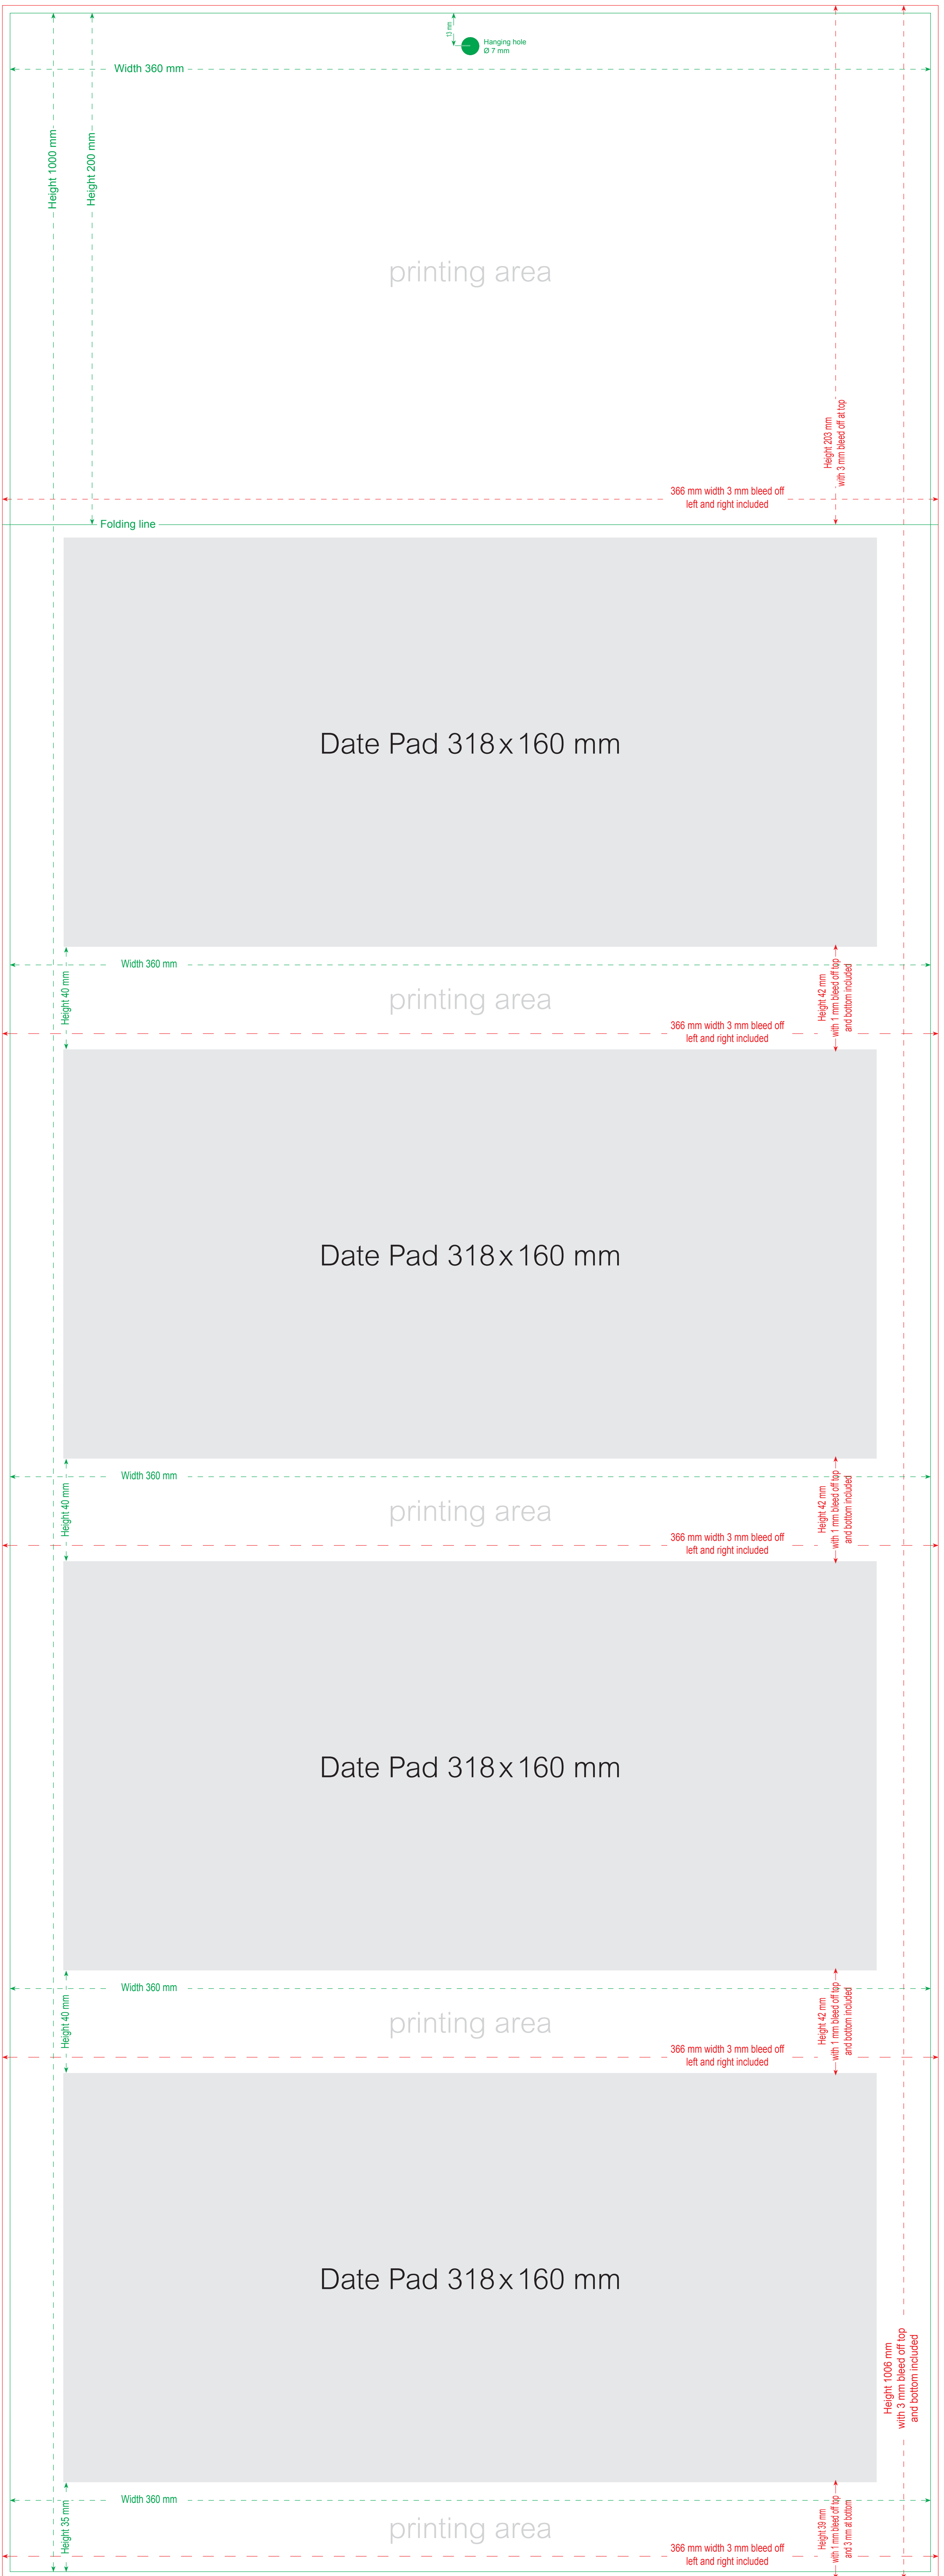 13 mm
Hanging hole
Ø 7 mm
Width 360 mm
Height 1000 mm
Height 200 mm
printing area
Height 203 mm
with 3 mm bleed off at top
366 mm width 3 mm bleed off
left and right included
Folding line
Date Pad 318 x 160 mm
Width 360 mm
Height 40 mm
printing area
Height 42 mm
with 1 mm bleed off top
and bottom included
366 mm width 3 mm bleed off
left and right included
Date Pad 318 x 160 mm
Width 360 mm
Height 40 mm
printing area
Height 42 mm
with 1 mm bleed off top
and bottom included
366 mm width 3 mm bleed off
left and right included
Date Pad 318 x 160 mm
Width 360 mm
Height 40 mm
printing area
Height 42 mm
with 1 mm bleed off top
and bottom included
366 mm width 3 mm bleed off
left and right included
Date Pad 318 x 160 mm
Height 1006 mm
with 3 mm bleed off top
and bottom included
Width 360 mm
Height 35 mm
printing area
Height 39 mm
with 1 mm bleed off top
and 3 mm at bottom
366 mm width 3 mm bleed off
left and right included